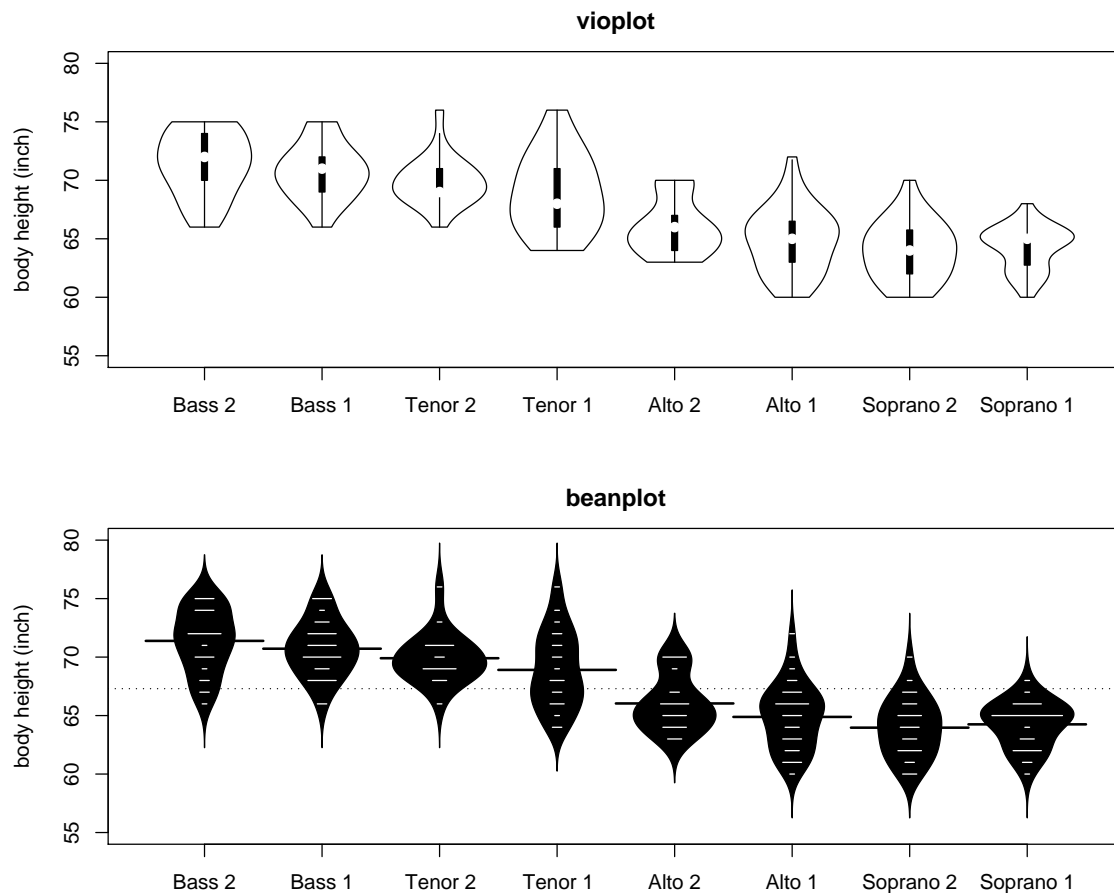 vioplot
body height (inch)
80
75
70
65
60
55
Bass 2 Bass 1 Tenor 2 Tenor 1 Alto 2 Alto 1 Soprano 2 Soprano 1
beanplot
body height (inch)
80
75
70
65
60
55
Bass 2 Bass 1 Tenor 2 Tenor 1 Alto 2 Alto 1 Soprano 2 Soprano 1